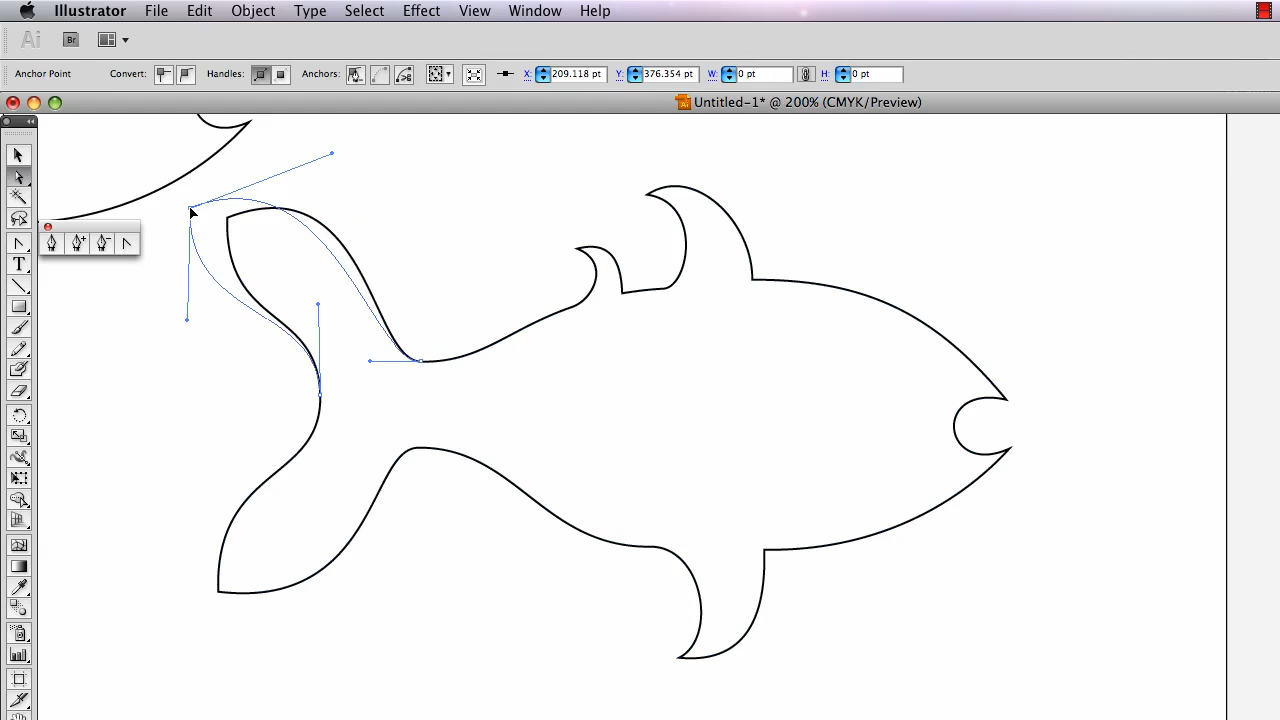 Illustrator File Edit Object Type Select Effect View Window Help
Ai Br
Anchor Point Convert: Handles: Anchors: X: 209.118 pt Y: 376.354 pt W: 0 pt H: 0 pt
Untitled-1* @ 200% (CMYK/Preview)
T